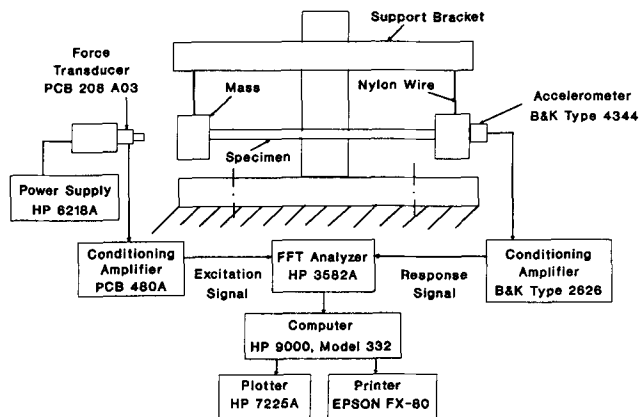 Support Bracket
Force
Transducer
PCB 208 A03
Mass
Nylon Wire
Accelerometer
B&K Type 4344
Specimen
Power Supply
HP 6218A
Conditioning
Amplifier
PCB 480A
Excitation
Signal
FFT Analyzer
HP 3582A
Response
Signal
Conditioning
Amplifier
B&K Type 2626
Computer
HP 9000, Model 332
Plotter
HP 7225A
Printer
EPSON FX-80